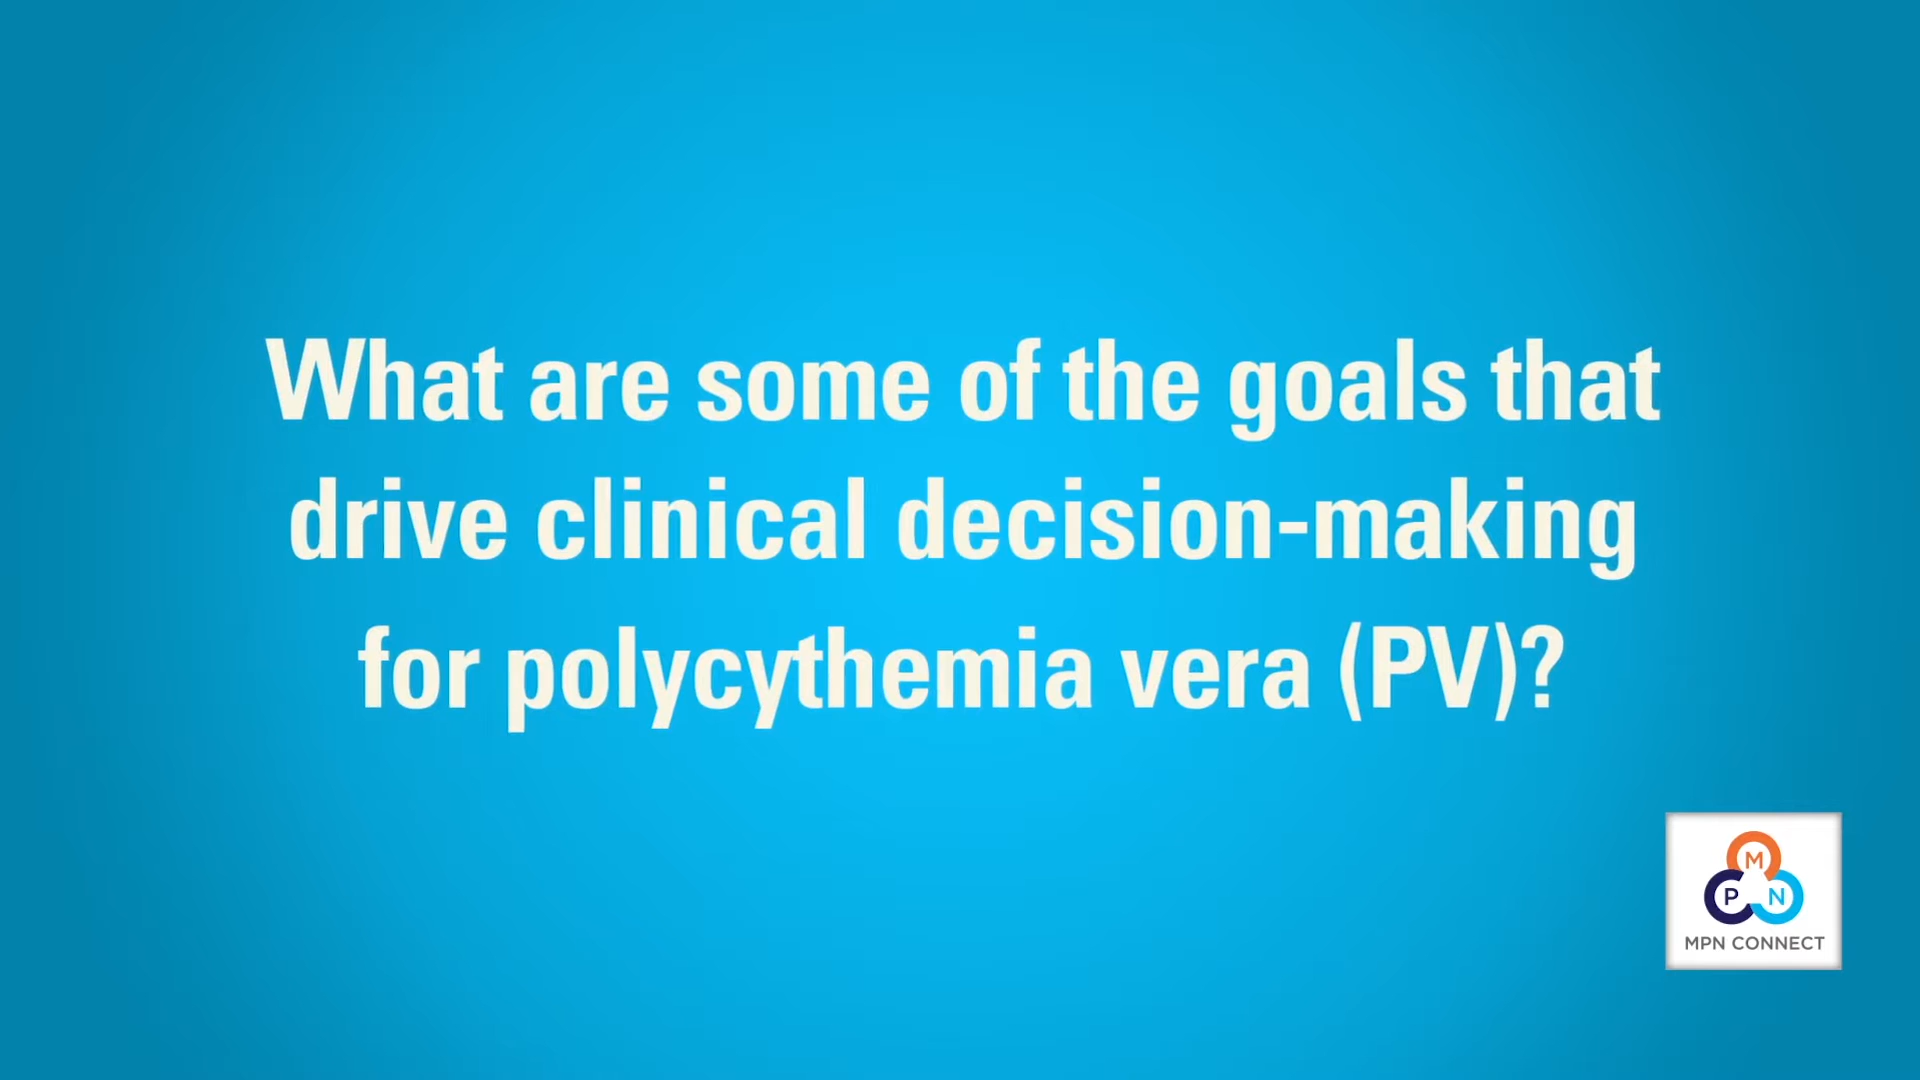 What are some of the goals that
drive clinical decision-making
for polycythemia vera (PV)?
M
P N
MPN CONNECT